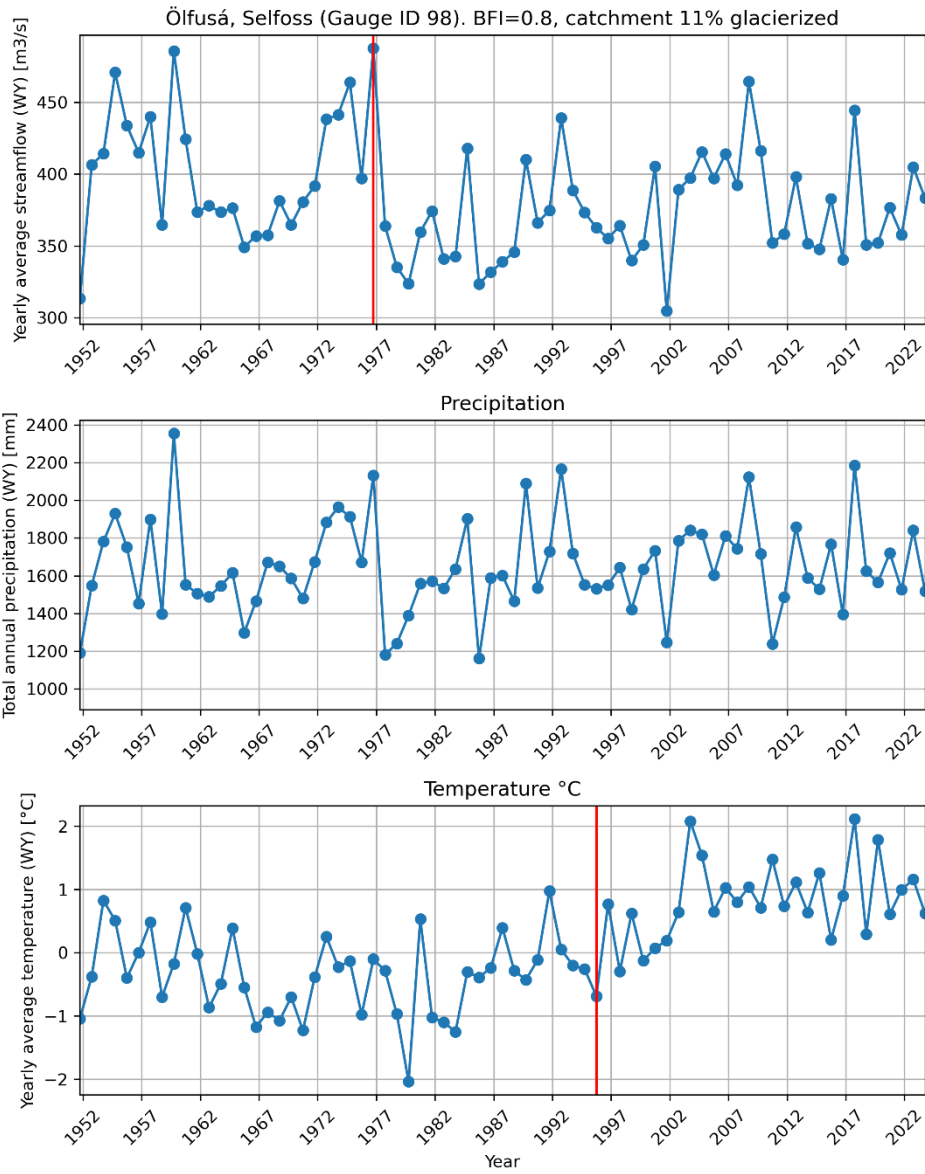 Ölfusá, Selfoss (Gauge ID 98). BFI=0.8, catchment 11% glacierized
Yearly average streamflow (WY) [m3/s]
450
400
350
300
1952 1957 1962 1967 1972 1977 1982 1987 1992 1997 2002 2007 2012 2017 2022
Precipitation
Total annual precipitation (WY) [mm]
2400
2200
2000
1800
1600
1400
1200
1000
1952 1957 1962 1967 1972 1977 1982 1987 1992 1997 2002 2007 2012 2017 2022
Temperature °C
Yearly average temperature (WY) [°C]
2
1
0
−1
−2
1952 1957 1962 1967 1972 1977 1982 1987 1992 1997 2002 2007 2012 2017 2022
Year